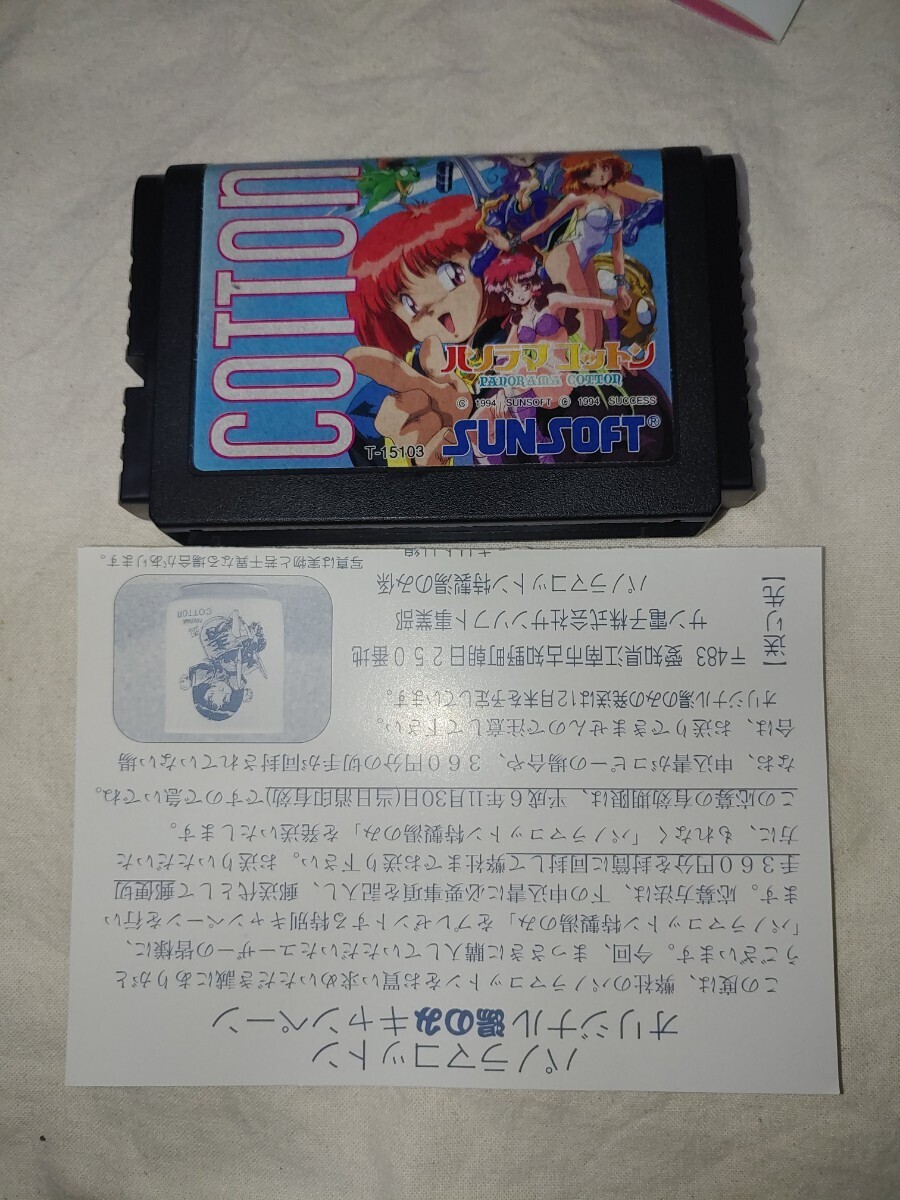 COTTON
パノラマコットン
PANORAMA COTTON
© 1994 SUNSOFT © 1994 SUCCESS
T-15103
SUNSOFT®
パノラマコットン
オリジナル湯のみキャンペーン
この度は、弊社のパノラマコットンをお買い求めいただき誠にありがと
うございます。今回、まっさきに購入していただいたユーザーの皆様に、
「パノラマコットン特製湯のみ」をプレゼントする特別キャンペーンを行い
ます。応募方法は、下の申込書に必要事項を記入し、郵送代として郵便切
手360円分を封筒に同封して弊社までお送り下さい。お送りいただいた
方に、もれなく「パノラマコットン特製湯のみ」を発送いたします。
この応募の有効期限は、平成6年11月30日(当日消印有効)ですので急いでね。
なお、申込書がコピーの場合や、360円分の切手が同封されていない場
合は、お送りできませんので注意して下さい。
オリジナル湯のみの発送は12月末を予定しています。
【送り先】
〒483 愛知県江南市古知野町朝日250番地
サン電子株式会社サンソフト事業部
パノラマコットン特製湯のみ係
COTTON
写真は実物と若干異なる場合があります。